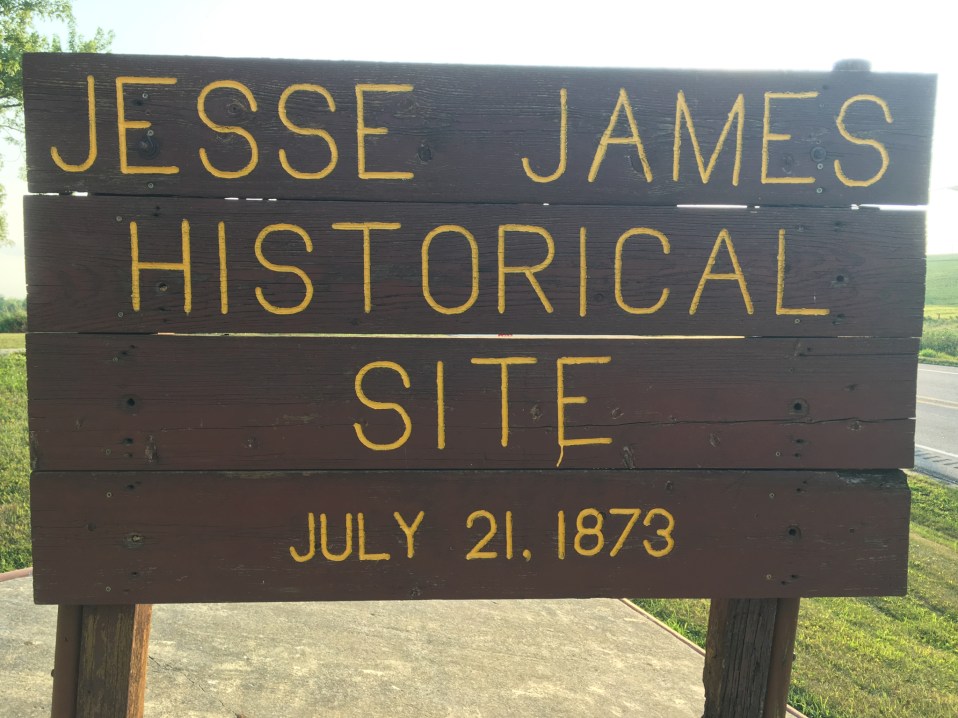 JESSE JAMES
HISTORICAL
SITE
JULY 21, 1873